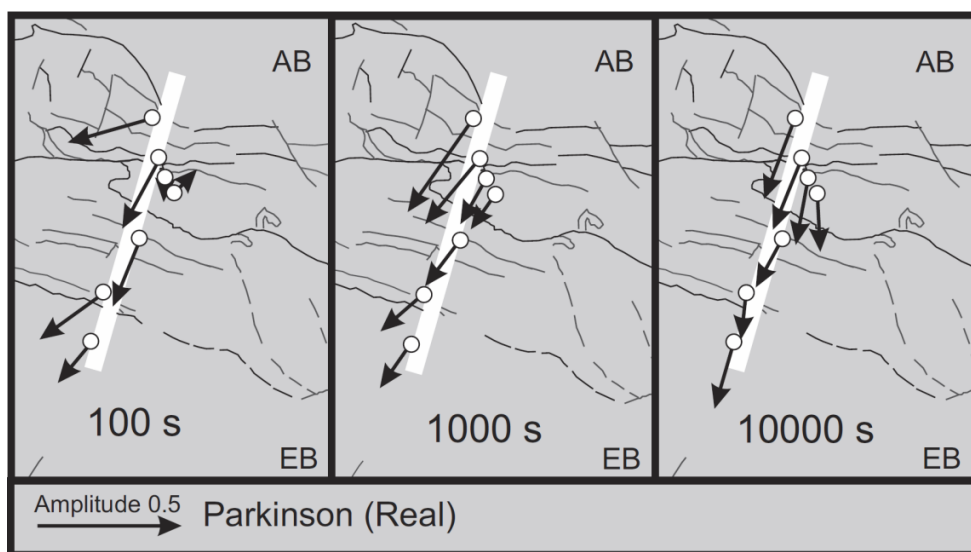 AB
AB
AB
100 s
1000 s
10000 s
EB
EB
EB
Amplitude 0.5
Parkinson (Real)